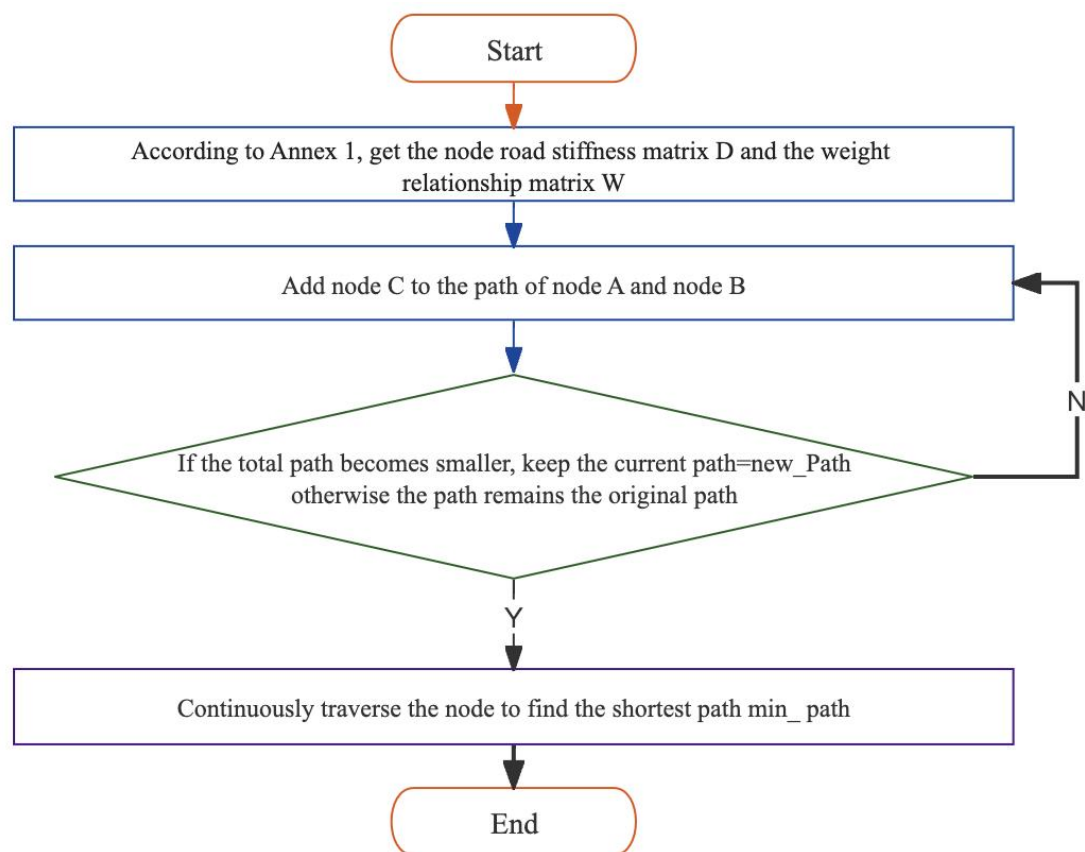 Start
According to Annex 1, get the node road stiffness matrix D and the weight
relationship matrix W
Add node C to the path of node A and node B
N
If the total path becomes smaller, keep the current path=new_Path
otherwise the path remains the original path
Y
Continuously traverse the node to find the shortest path min_ path
End